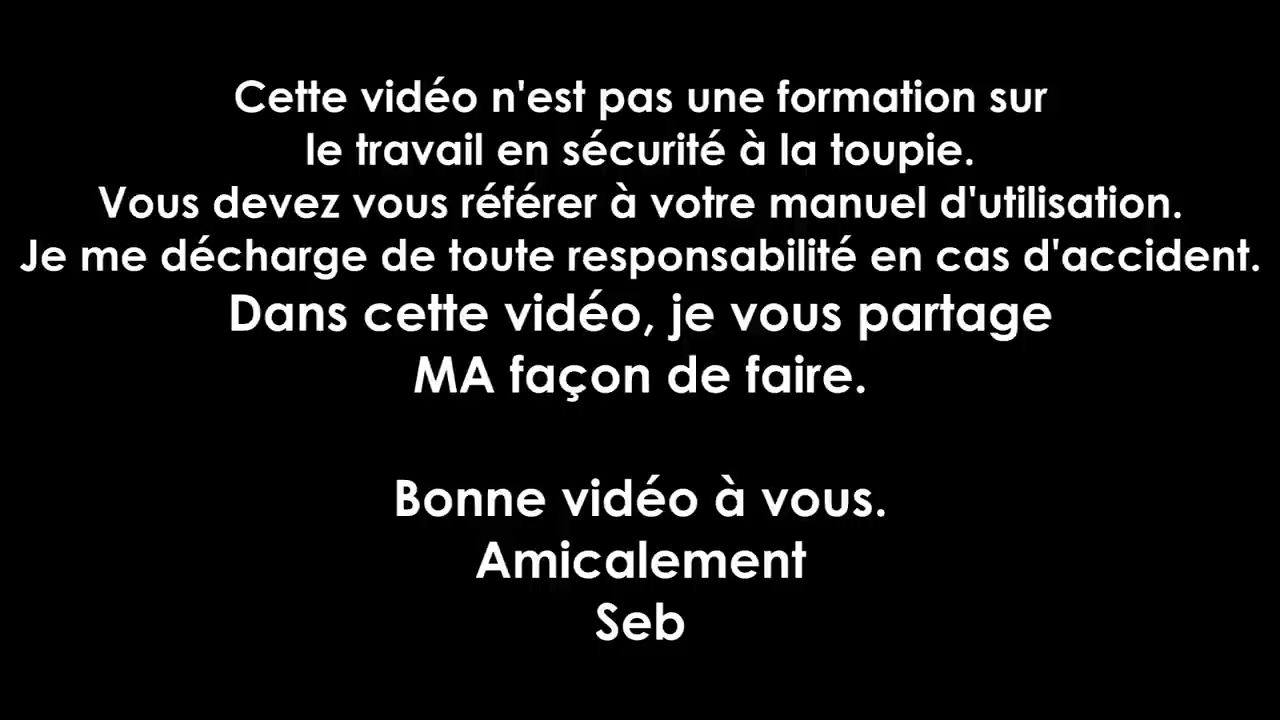 Cette vidéo n'est pas une formation sur
le travail en sécurité à la toupie.
Vous devez vous référer à votre manuel d'utilisation.
Je me décharge de toute responsabilité en cas d'accident.
Dans cette vidéo, je vous partage
MA façon de faire.
Bonne vidéo à vous.
Amicalement
Seb